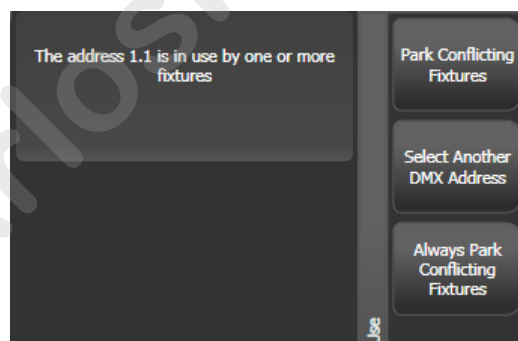 The address 1.1 is in use by one or more
fixtures
Park Conflicting
Fixtures
Select Another
DMX Address
Always Park
Conflicting
Fixtures
Use